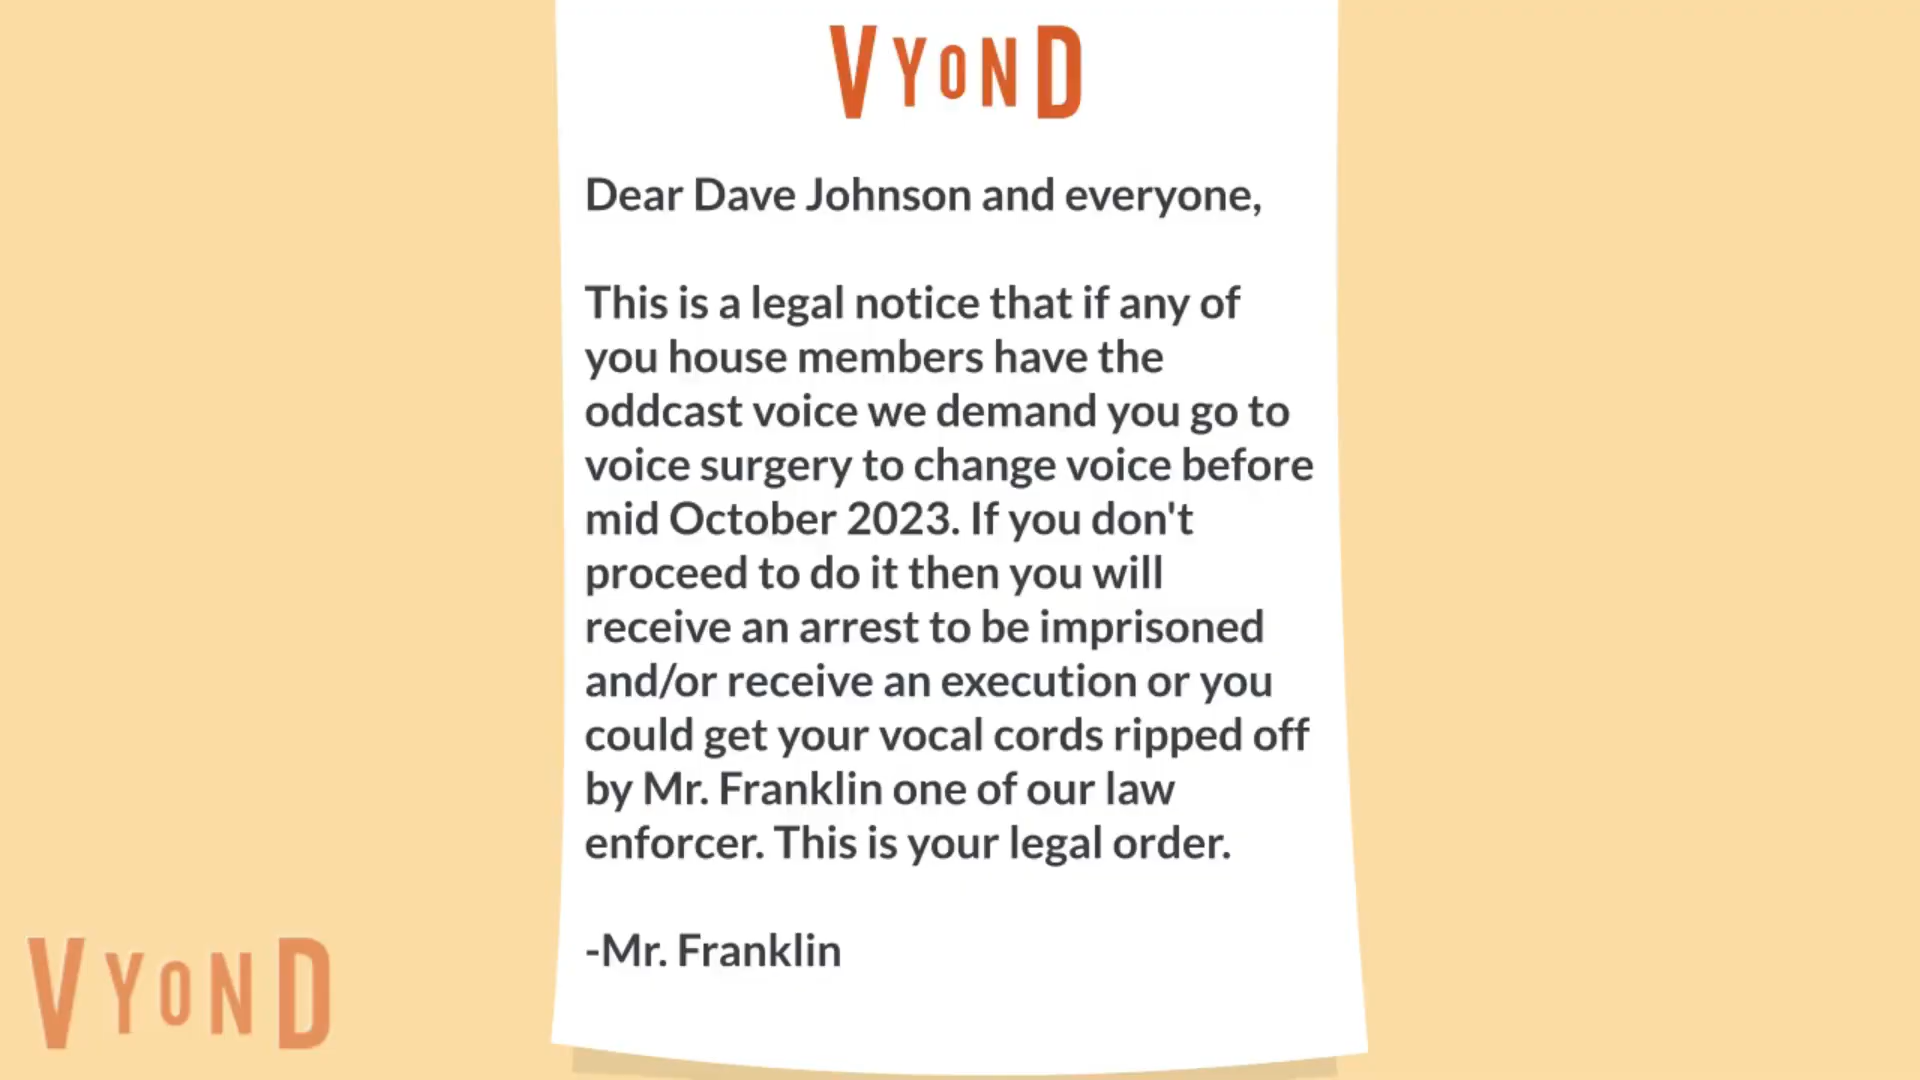 VYOND
Dear Dave Johnson and everyone,
This is a legal notice that if any of
you house members have the
oddcast voice we demand you go to
voice surgery to change voice before
mid October 2023. If you don't
proceed to do it then you will
receive an arrest to be imprisoned
and/or receive an execution or you
could get your vocal cords ripped off
by Mr. Franklin one of our law
enforcer. This is your legal order.
-Mr. Franklin
VYOND